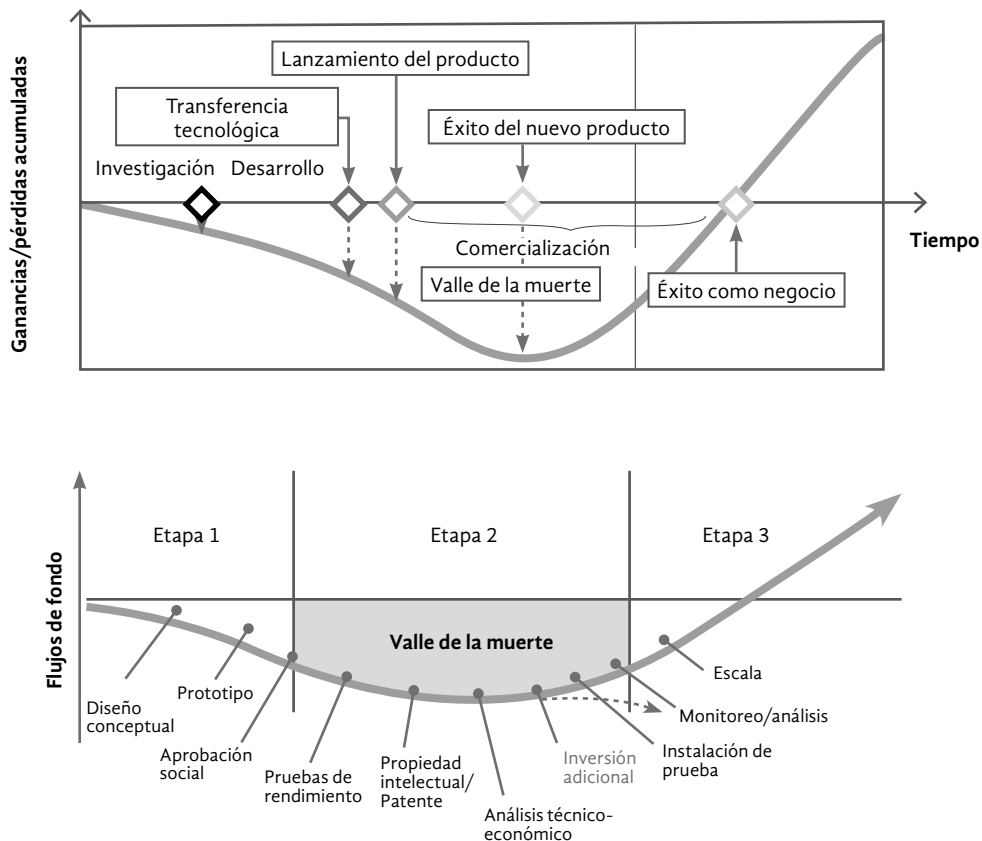 Ganancias/pérdidas acumuladas
Lanzamiento del producto
Transferencia
tecnológica
Éxito del nuevo producto
Investigación
Desarrollo
Comercialización
Tiempo
Valle de la muerte
Éxito como negocio
Flujos de fondo
Etapa 1
Etapa 2
Etapa 3
Valle de la muerte
Diseño
conceptual
Prototipo
Aprobación
social
Pruebas de
rendimiento
Propiedad
intelectual/
Patente
Análisis técnico-
económico
Inversión
adicional
Instalación de
prueba
Monitoreo/análisis
Escala